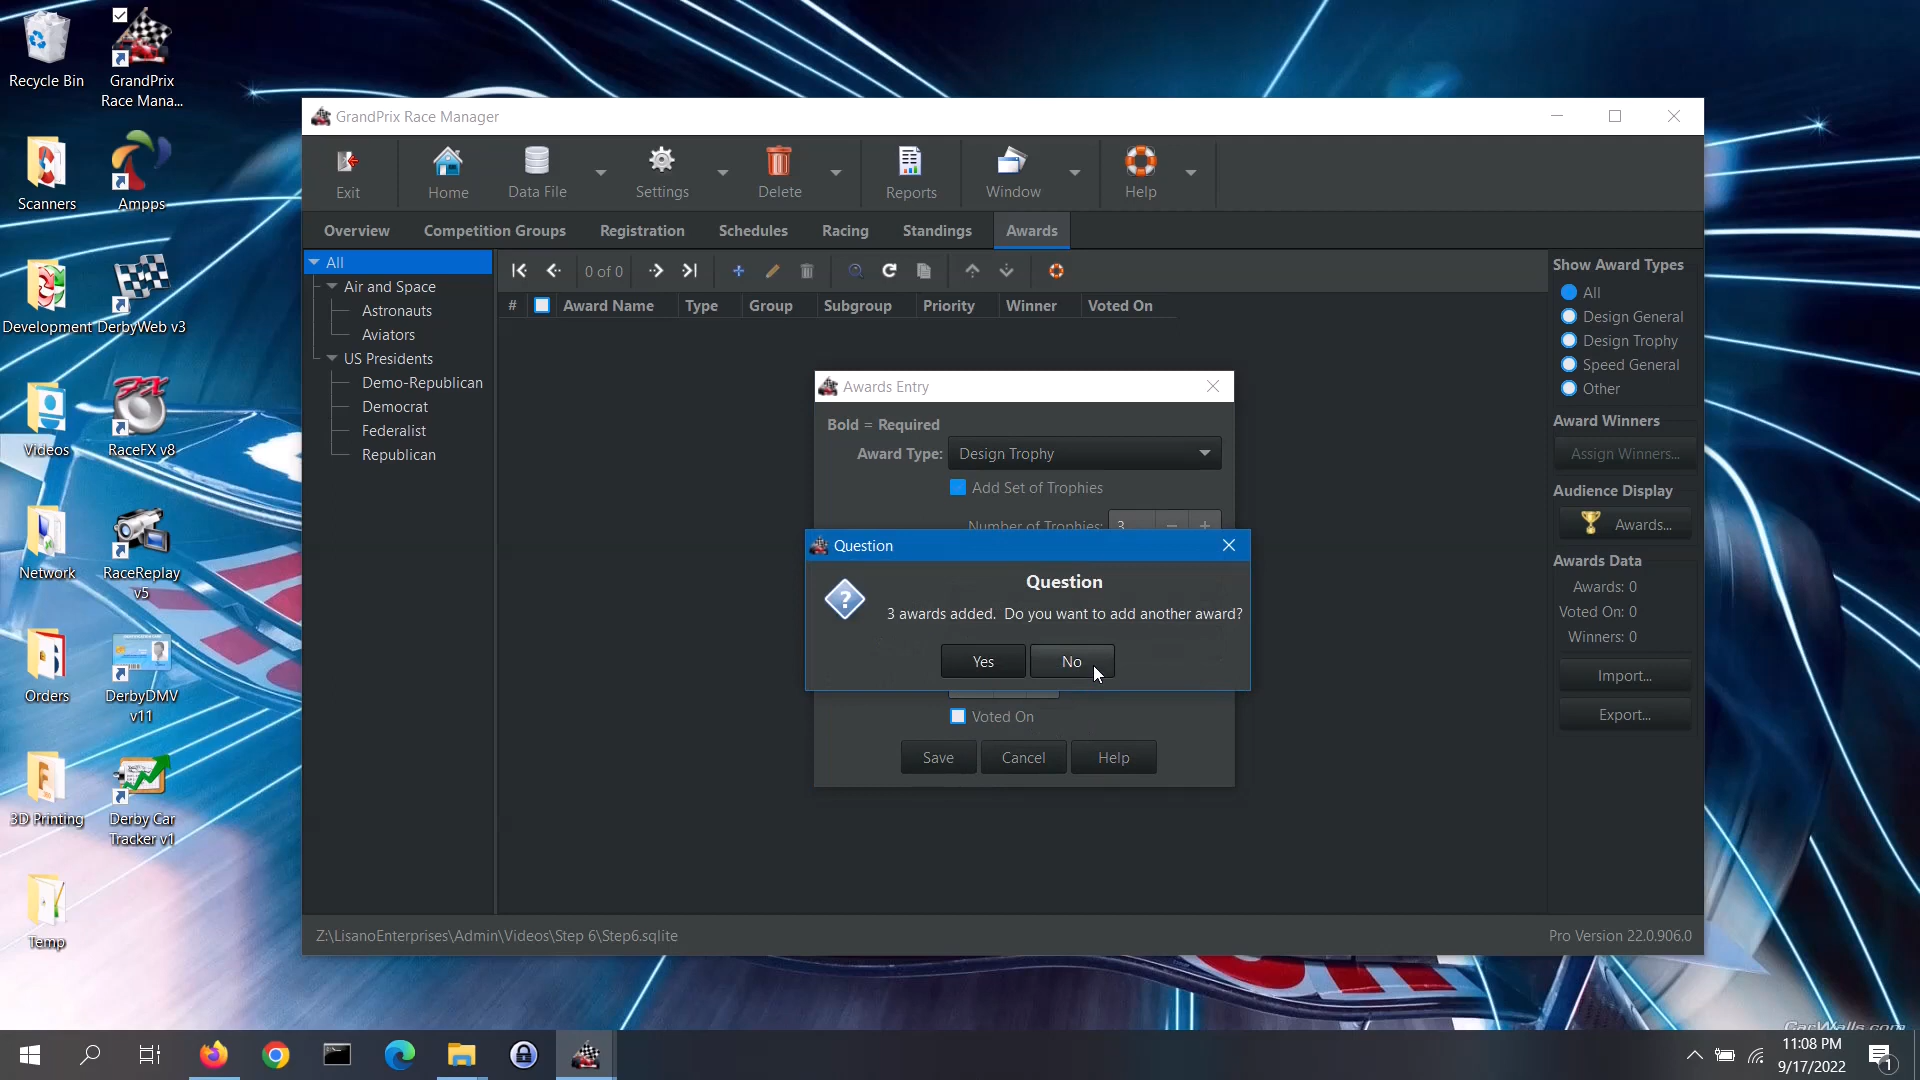 Recycle Bin
GrandPrix
Race Mana...
Scanners
Ampps
Development
DerbyWeb v3
Videos
RaceFX v8
Network
RaceReplay
v5
Orders
DerbyDMV
v11
3D Printing
Derby Car
Tracker v1
Temp
GrandPrix Race Manager
Exit
Home
Data File
Settings
Delete
Reports
Window
Help
Overview
Competition Groups
Registration
Schedules
Racing
Standings
Awards
All
Air and Space
Astronauts
Aviators
US Presidents
Demo-Republican
Democrat
Federalist
Republican
0 of 0
# Award Name Type Group Subgroup Priority Winner Voted On
Show Award Types
All
Design General
Design Trophy
Speed General
Other
Award Winners
Assign Winners...
Audience Display
Awards...
Awards Data
Awards: 0
Voted On: 0
Winners: 0
Import...
Export...
Awards Entry
Bold = Required
Award Type: Design Trophy
Add Set of Trophies
Number of Trophies: 3
Question
Question
3 awards added. Do you want to add another award?
Yes
No
Voted On
Save
Cancel
Help
Z:\LisanoEnterprises\Admin\Videos\Step 6\Step6.sqlite
Pro Version 22.0.906.0
CarWalls.com
11:08 PM
9/17/2022
1